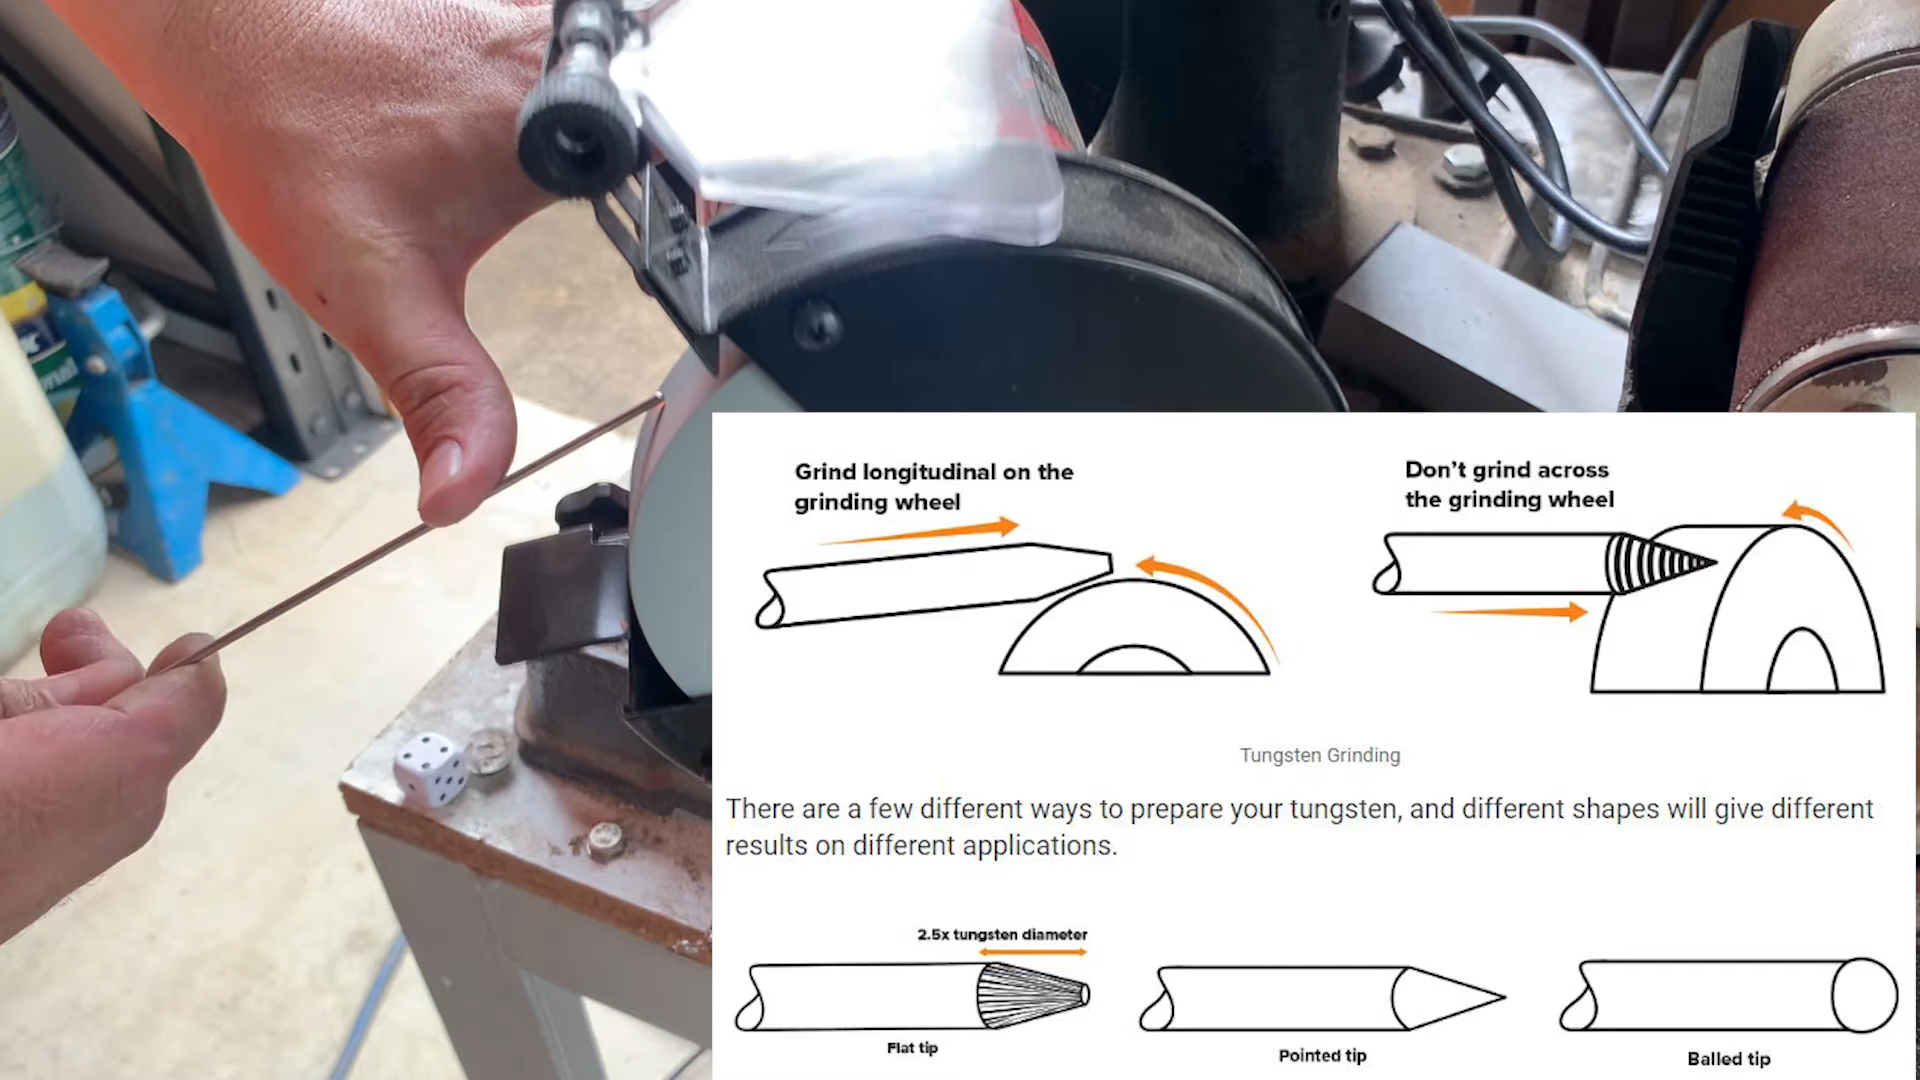 Grind longitudinal on the
grinding wheel
Don't grind across
the grinding wheel
Tungsten Grinding
There are a few different ways to prepare your tungsten, and different shapes will give different
results on different applications.
2.5x tungsten diameter
Flat tip
Pointed tip
Balled tip